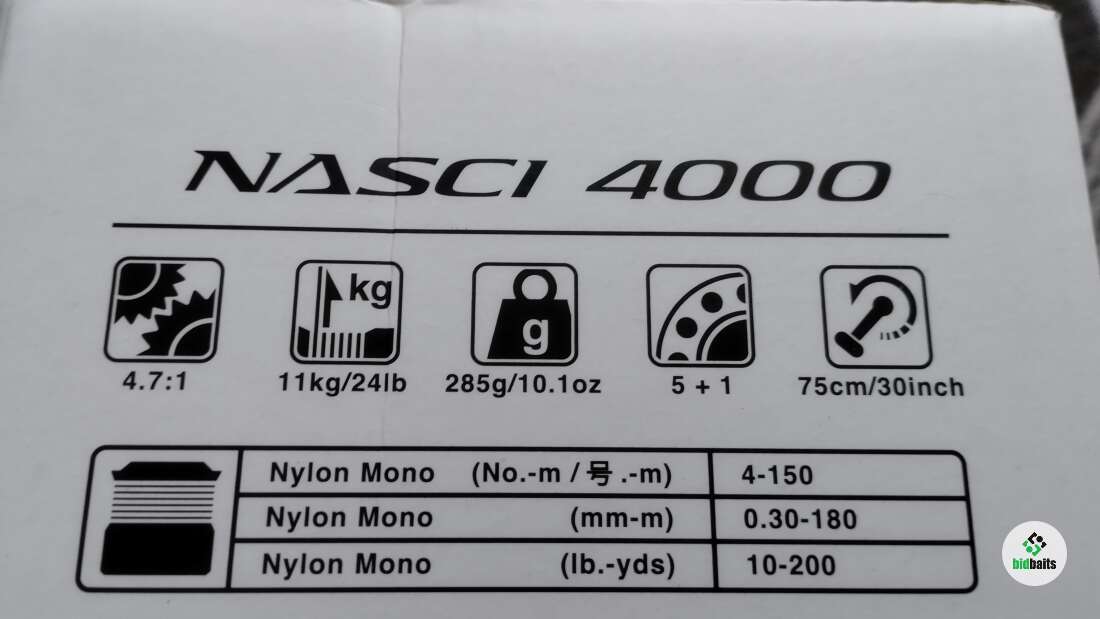 NASCI 4000
kg
g
4.7:1
11kg/24lb
285g/10.1oz
5 + 1
75cm/30inch
Nylon Mono (No.-m / 号 .-m) 4-150
Nylon Mono (mm-m) 0.30-180
Nylon Mono (lb.-yds) 10-200
bidbaits